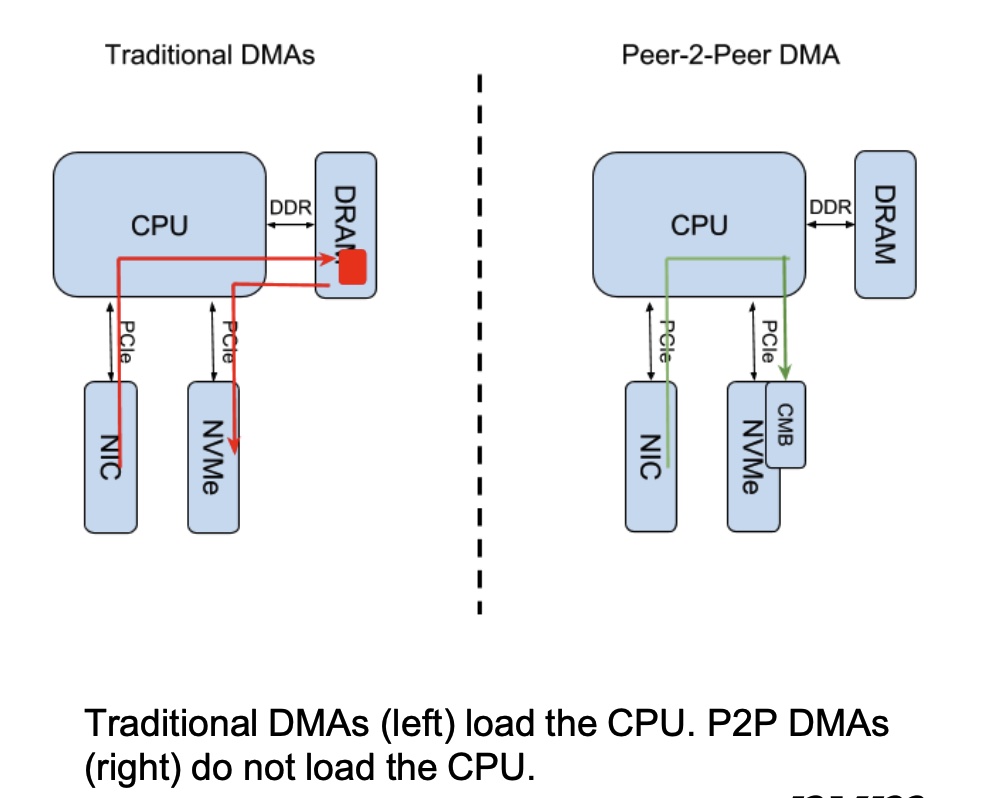 Traditional DMAs
Peer-2-Peer DMA
CPU
DDR
DRAM
PCIe
PCIe
NIC
NVMe
CPU
DDR
DRAM
PCIe
PCIe
NIC
NVMe
CMB
Traditional DMAs (left) load the CPU. P2P DMAs
(right) do not load the CPU.